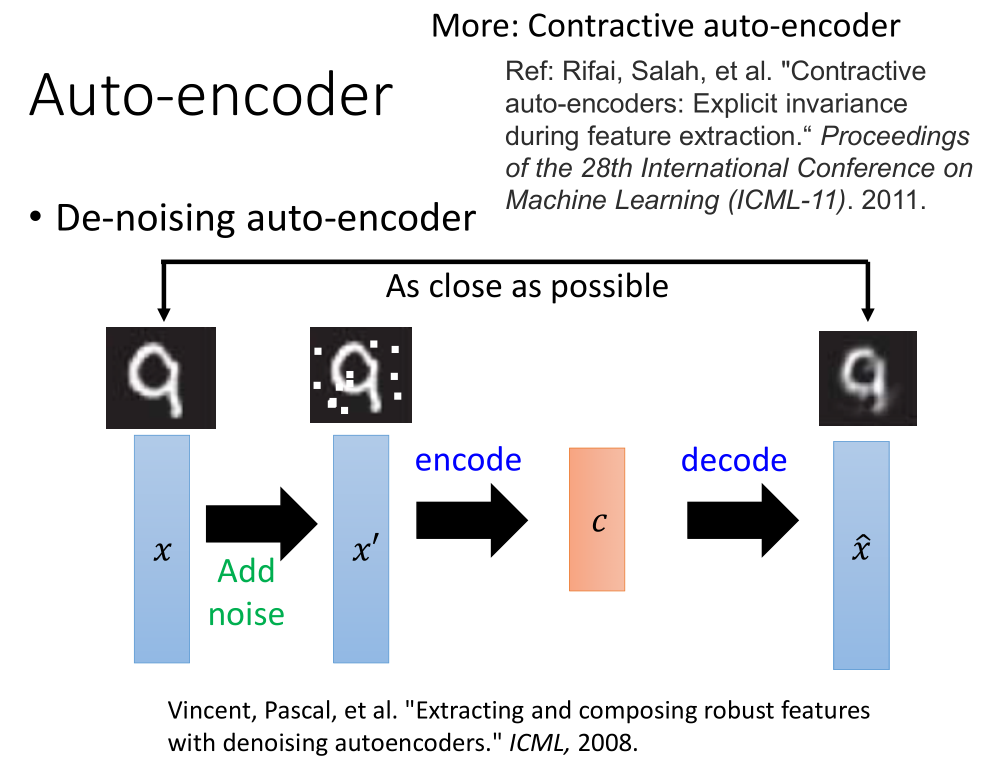 More: Contractive auto-encoder
Auto-encoder
Ref: Rifai, Salah, et al. "Contractive
auto-encoders: Explicit invariance
during feature extraction.“ Proceedings
of the 28th International Conference on
Machine Learning (ICML-11). 2011.
• De-noising auto-encoder
As close as possible
encode
decode
x
x′
c
x̂
Add
noise
Vincent, Pascal, et al. "Extracting and composing robust features
with denoising autoencoders." ICML, 2008.